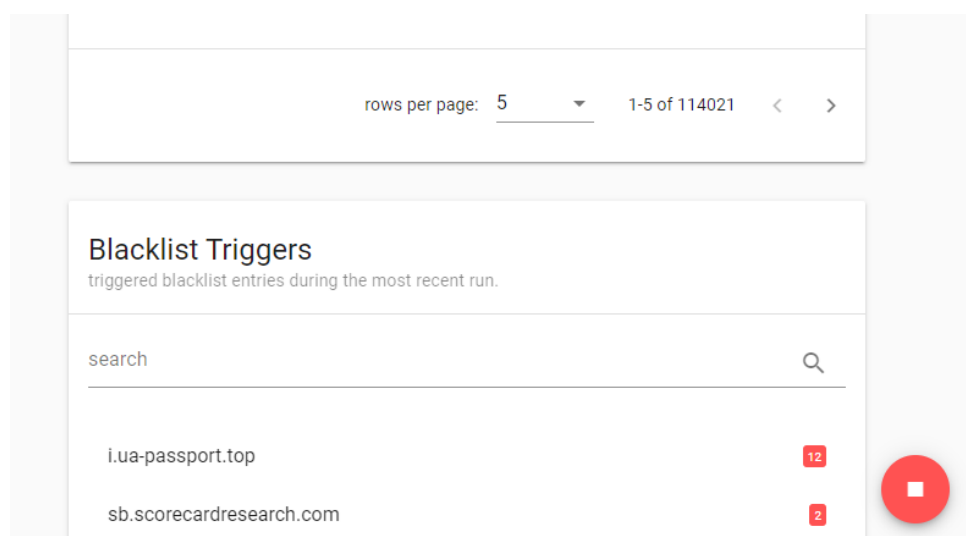 rows per page: 5 1-5 of 114021
Blacklist Triggers
triggered blacklist entries during the most recent run.
search
i.ua-passport.top 12
sb.scorecardresearch.com 2